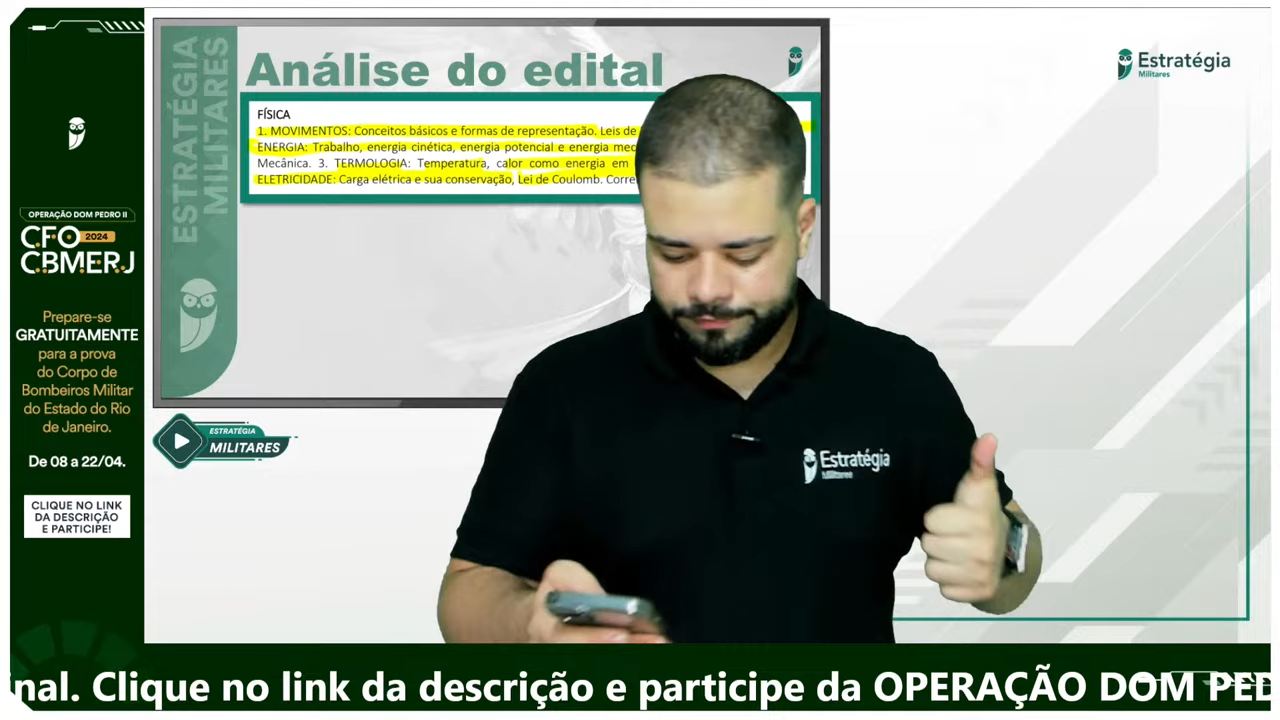 ESTRATÉGIA
MILITARES
Análise do edital
FÍSICA
1. MOVIMENTOS: Conceitos básicos e formas de representação. Leis de
ENERGIA: Trabalho, energia cinética, energia potencial e energia
Mecânica. 3. TERMOLOGIA: Temperatura, calor como energia em
ELETRICIDADE: Carga elétrica e sua conservação, Lei de Coulomb.
Estratégia
Militares
OPERAÇÃO DOM PEDRO II
CFO 2024
CBMERJ
Prepare-se
GRATUITAMENTE
para a prova
do Corpo de
Bombeiros Militar
do Estado do Rio
de Janeiro.
De 08 a 22/04.
CLIQUE NO LINK
DA DESCRIÇÃO
E PARTICIPE!
ESTRATÉGIA
MILITARES
Estratégia
Militares
nal. Clique no link da descrição e participe da OPERAÇÃO DOM PED